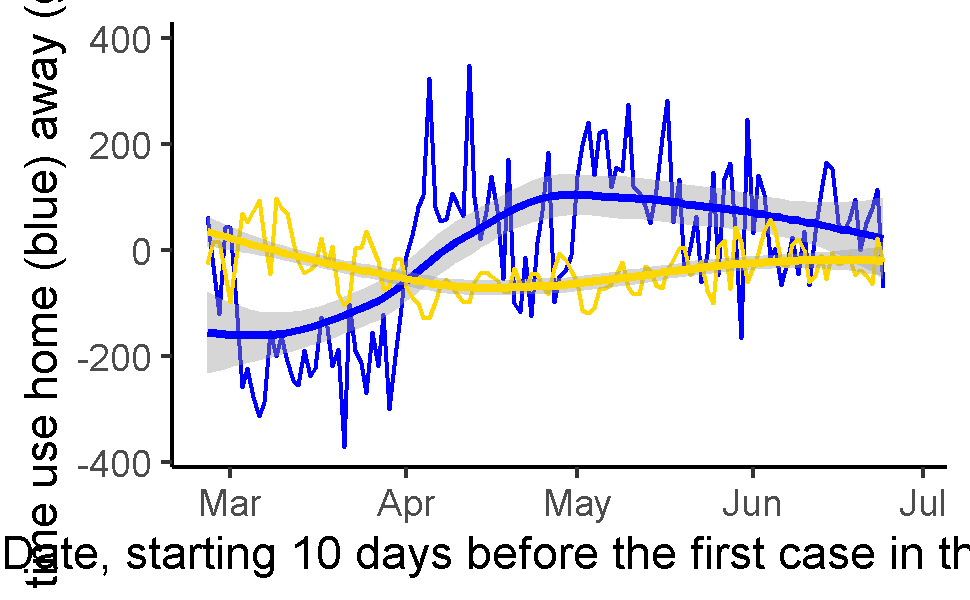 time use home (blue) away (
400
200
0
-200
-400
Mar Apr May Jun Jul
Date, starting 10 days before the first case in th